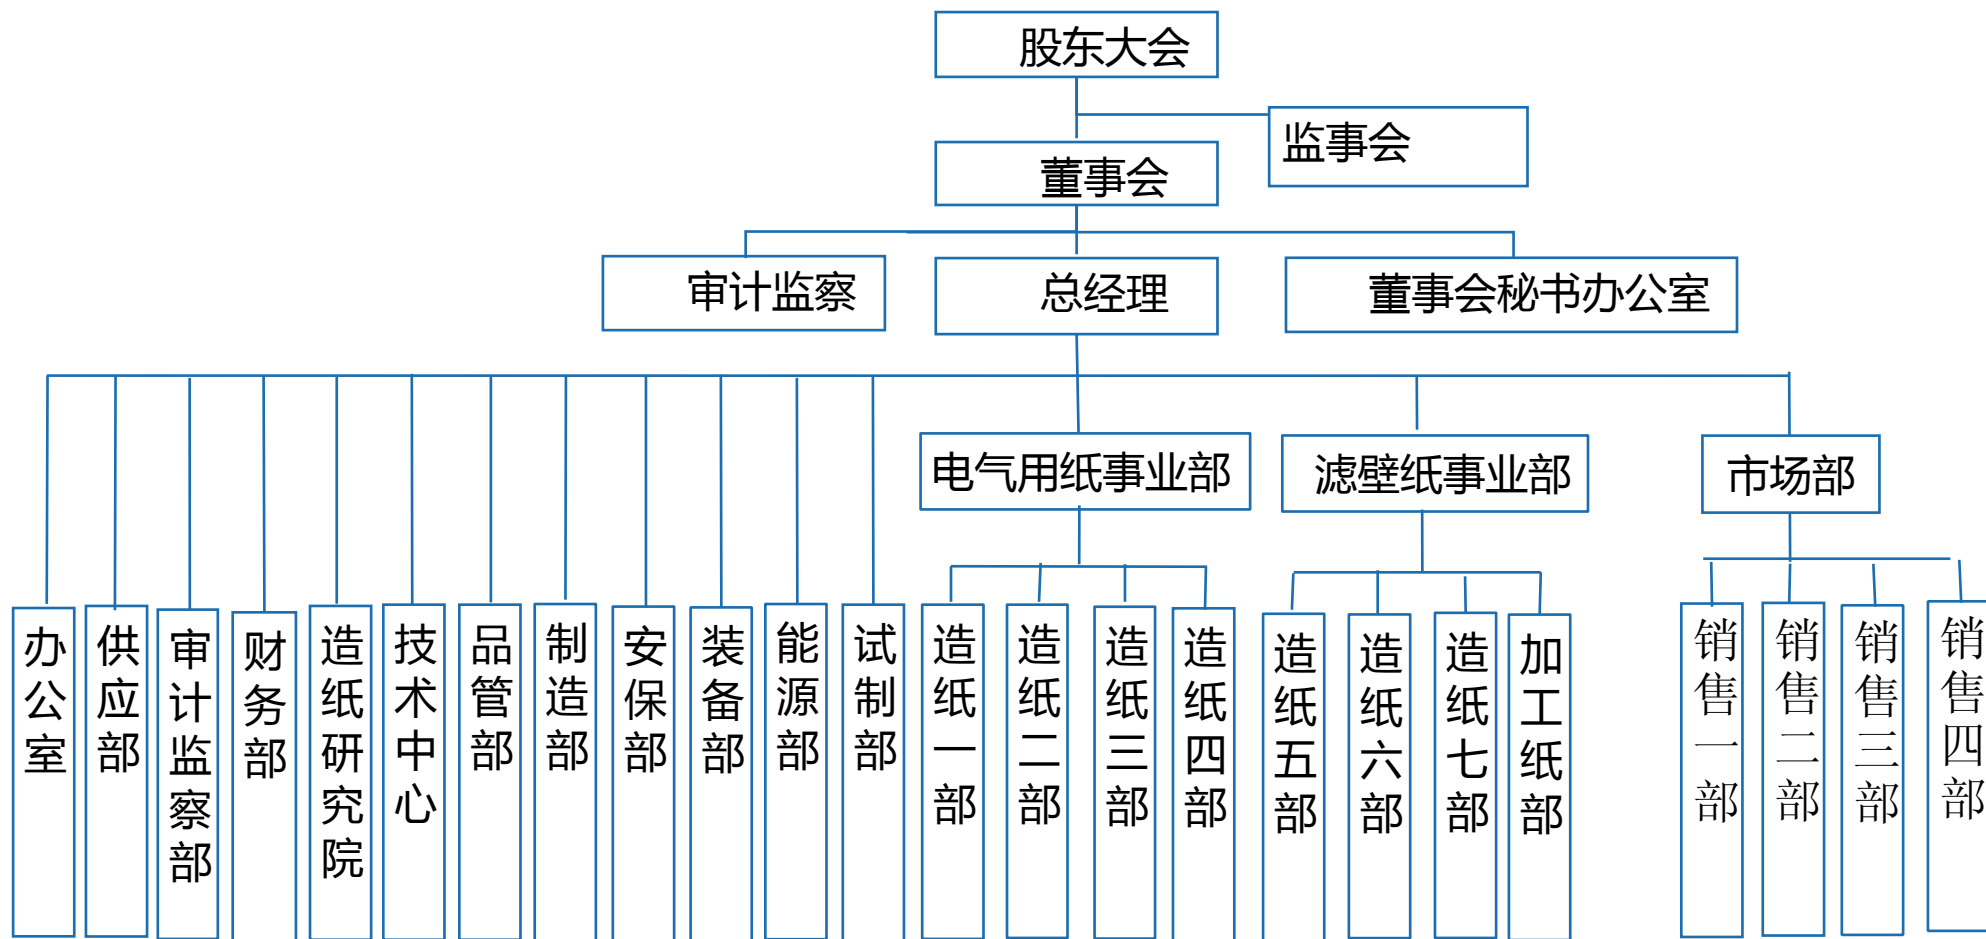 股东大会
监事会
董事会
审计监察
总经理
董事会秘书办公室
电气用纸事业部
滤壁纸事业部
市场部
办公室
供应部
审计监察部
财务部
造纸研究院
技术中心
品管部
制造部
安保部
装备部
能源部
试制部
造纸一部
造纸二部
造纸三部
造纸四部
造纸五部
造纸六部
造纸七部
加工纸部
销售一部
销售二部
销售三部
销售四部